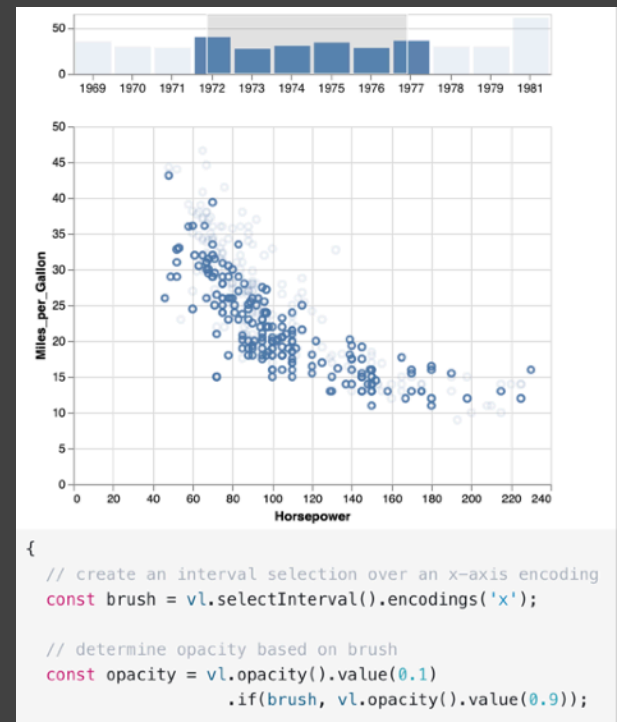 50
0
1969 1970 1971 1972 1973 1974 1975 1976 1977 1978 1979 1981
50
45
40
35
30
25
20
15
10
5
0
Miles_per_Gallon
0 20 40 60 80 100 120 140 160 180 200 220 240
Horsepower
{
  // create an interval selection over an x-axis encoding
  const brush = vl.selectInterval().encodings('x');
  // determine opacity based on brush
  const opacity = vl.opacity().value(0.1)
                    .if(brush, vl.opacity().value(0.9));